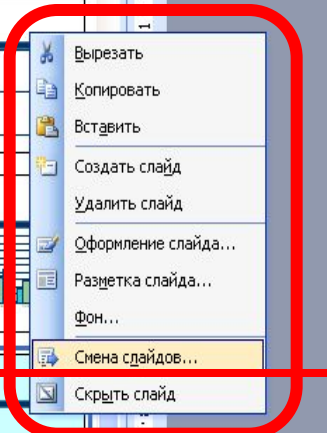 Вырезать
Копировать
Вставить
Создать слайд
Удалить слайд
Оформление слайда...
Разметка слайда...
Фон...
Смена слайдов...
Скрыть слайд